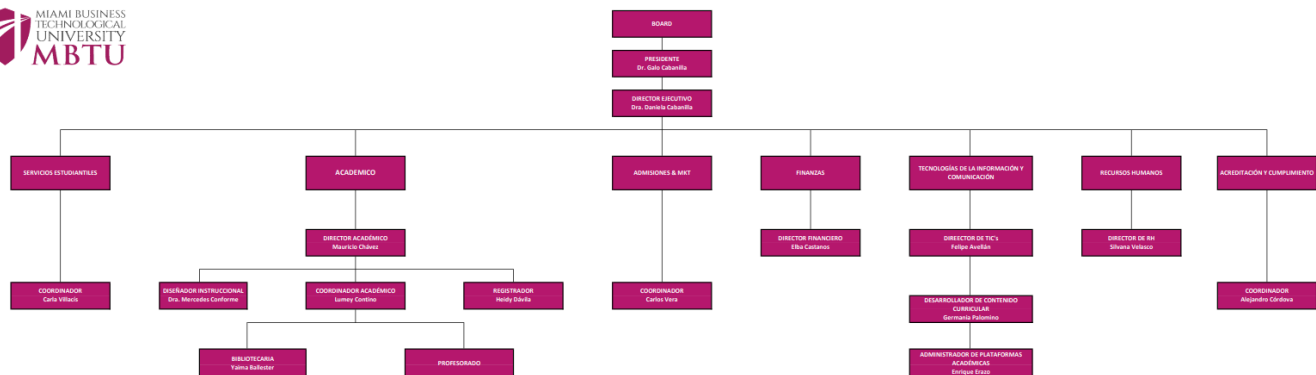 MIAMI BUSINESS
TECHNOLOGICAL
UNIVERSITY
MBTU
BOARD
PRESIDENTE
Dr. Galo Cabanilla
DIRECTOR EJECUTIVO
Dra. Daniela Cabanilla
SERVICIOS ESTUDIANTILES
ACADEMICO
ADMISIONES & MKT
FINANZAS
TECNOLOGÍAS DE LA INFORMACIÓN Y
COMUNICACIÓN
RECURSOS HUMANOS
ACREDITACIÓN Y CUMPLIMIENTO
DIRECTOR ACADÉMICO
Mauricio Chávez
DIRECTOR FINANCIERO
Elba Castanos
DIREECTOR DE TIC's
Felipe Avellán
DIRECTOR DE RH
Silvana Velasco
COORDINADOR
Carla Villacis
DISEÑADOR INSTRUCCIONAL
Dra. Mercedes Conforme
COORDINADOR ACADÉMICO
Lumey Contino
REGISTRADOR
Heidy Dávila
COORDINADOR
Carlos Vera
DESARROLLADOR DE CONTENIDO
CURRICULAR
Germania Palomino
COORDINADOR
Alejandro Córdova
BIBLIOTECARIA
Yaima Ballester
PROFESORADO
ADMINISTRADOR DE PLATAFORMAS
ACADÉMICAS
Enrique Erazo